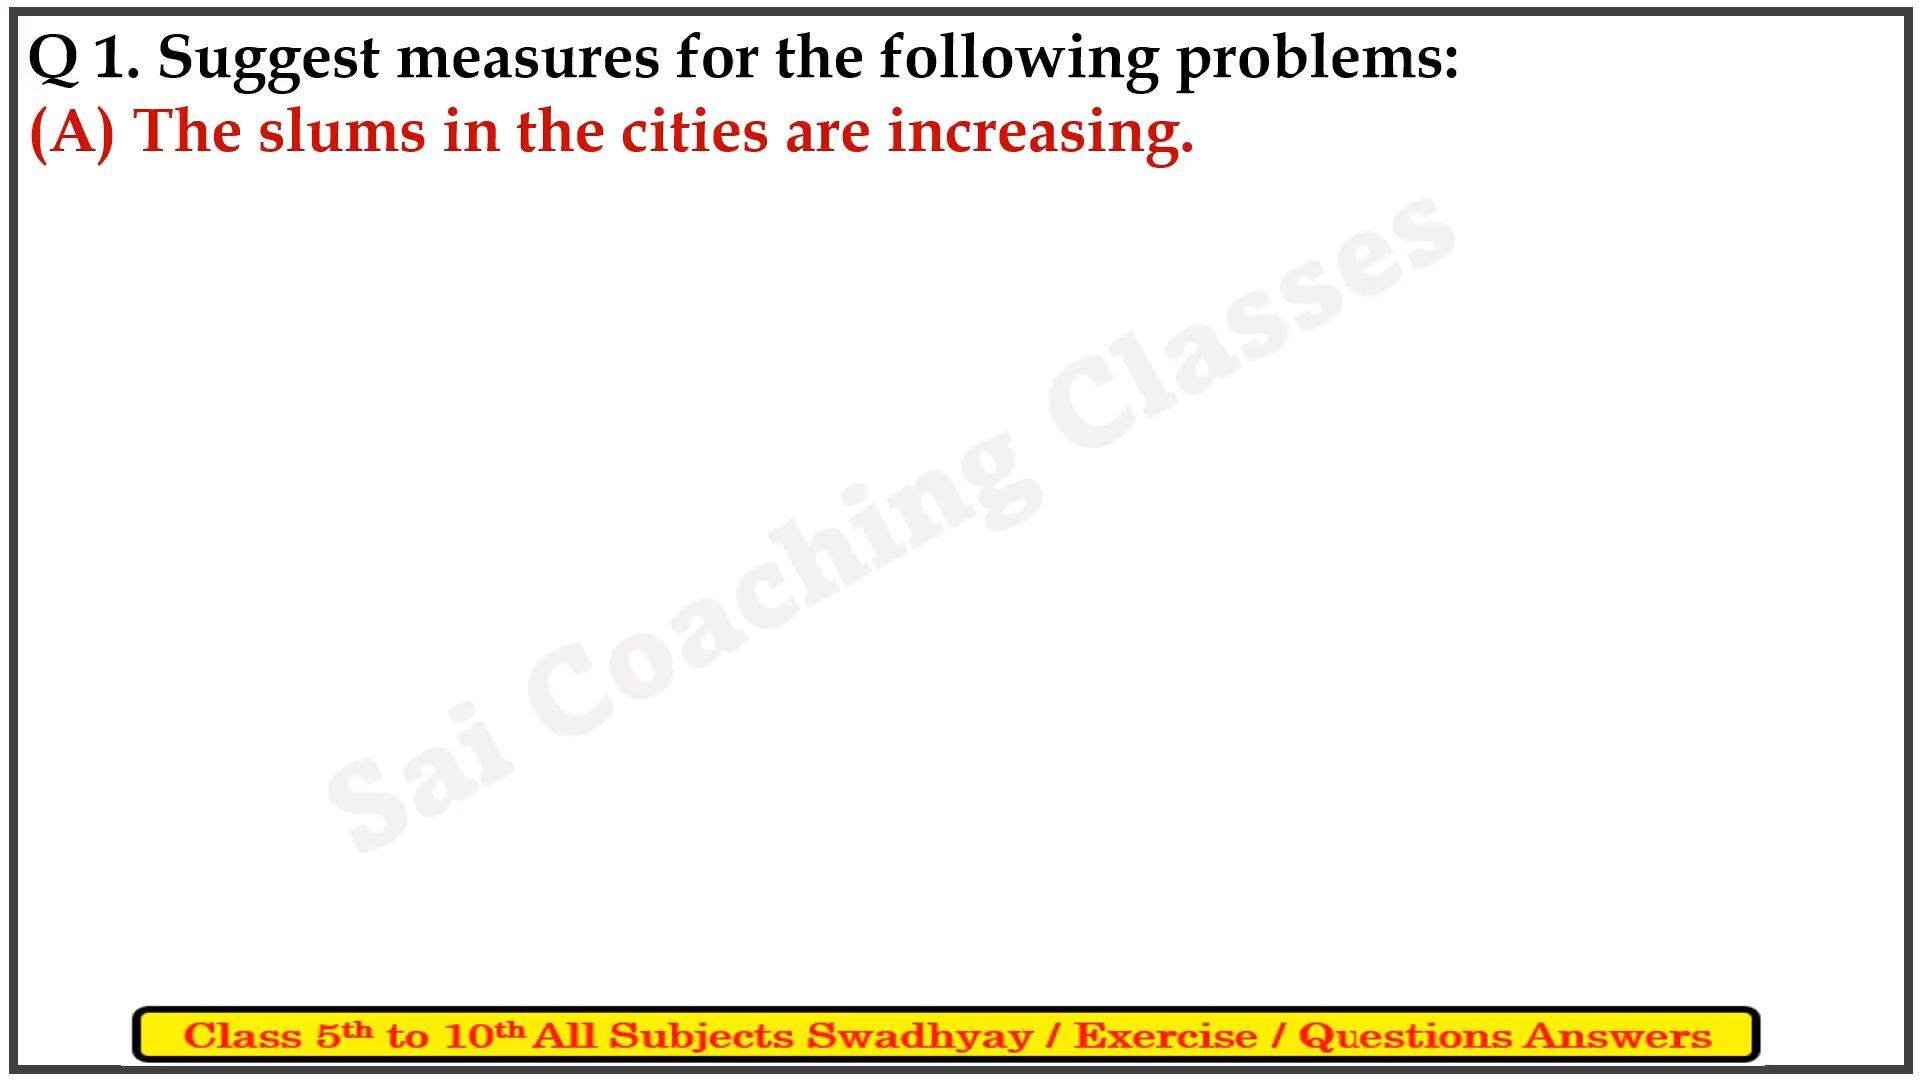 Q 1. Suggest measures for the following problems:
(A) The slums in the cities are increasing.
Sai Coaching Classes
Class 5th to 10th All Subjects Swadhyay / Exercise / Questions Answers